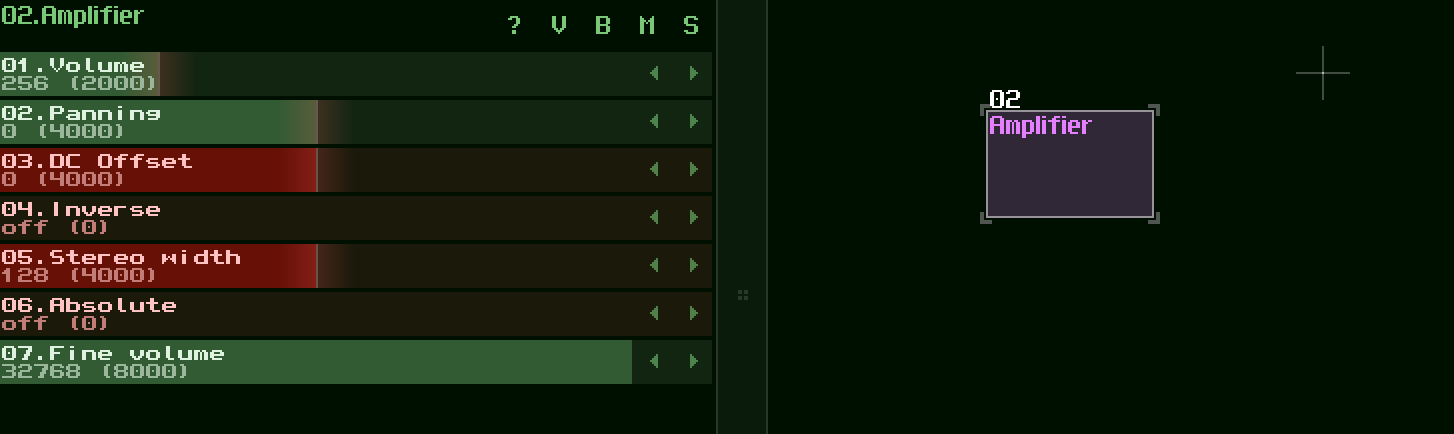 02.Amplifier
? V B M S
01.Volume
256 (2000)
02.Panning
0 (4000)
03.DC Offset
0 (4000)
04.Inverse
off (0)
05.Stereo width
128 (4000)
06.Absolute
off (0)
07.Fine volume
32768 (8000)
02
Amplifier